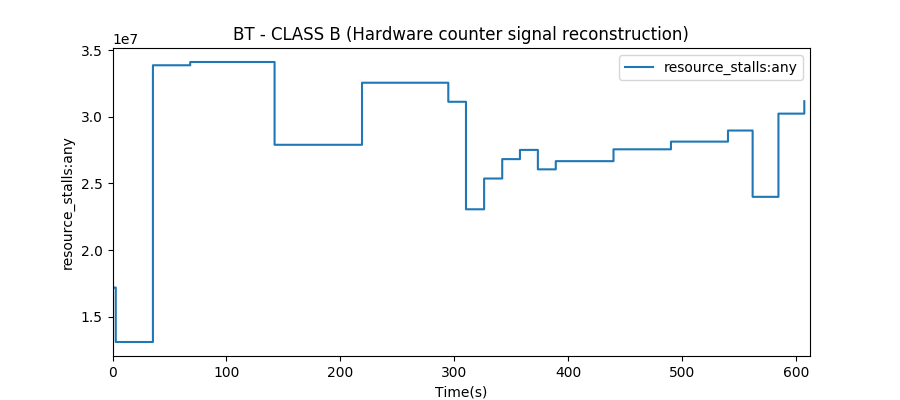 BT - CLASS B (Hardware counter signal reconstruction)
1e7
resource_stalls:any
3.5
3.0
2.5
2.0
1.5
resource_stalls:any
0 100 200 300 400 500 600
Time(s)